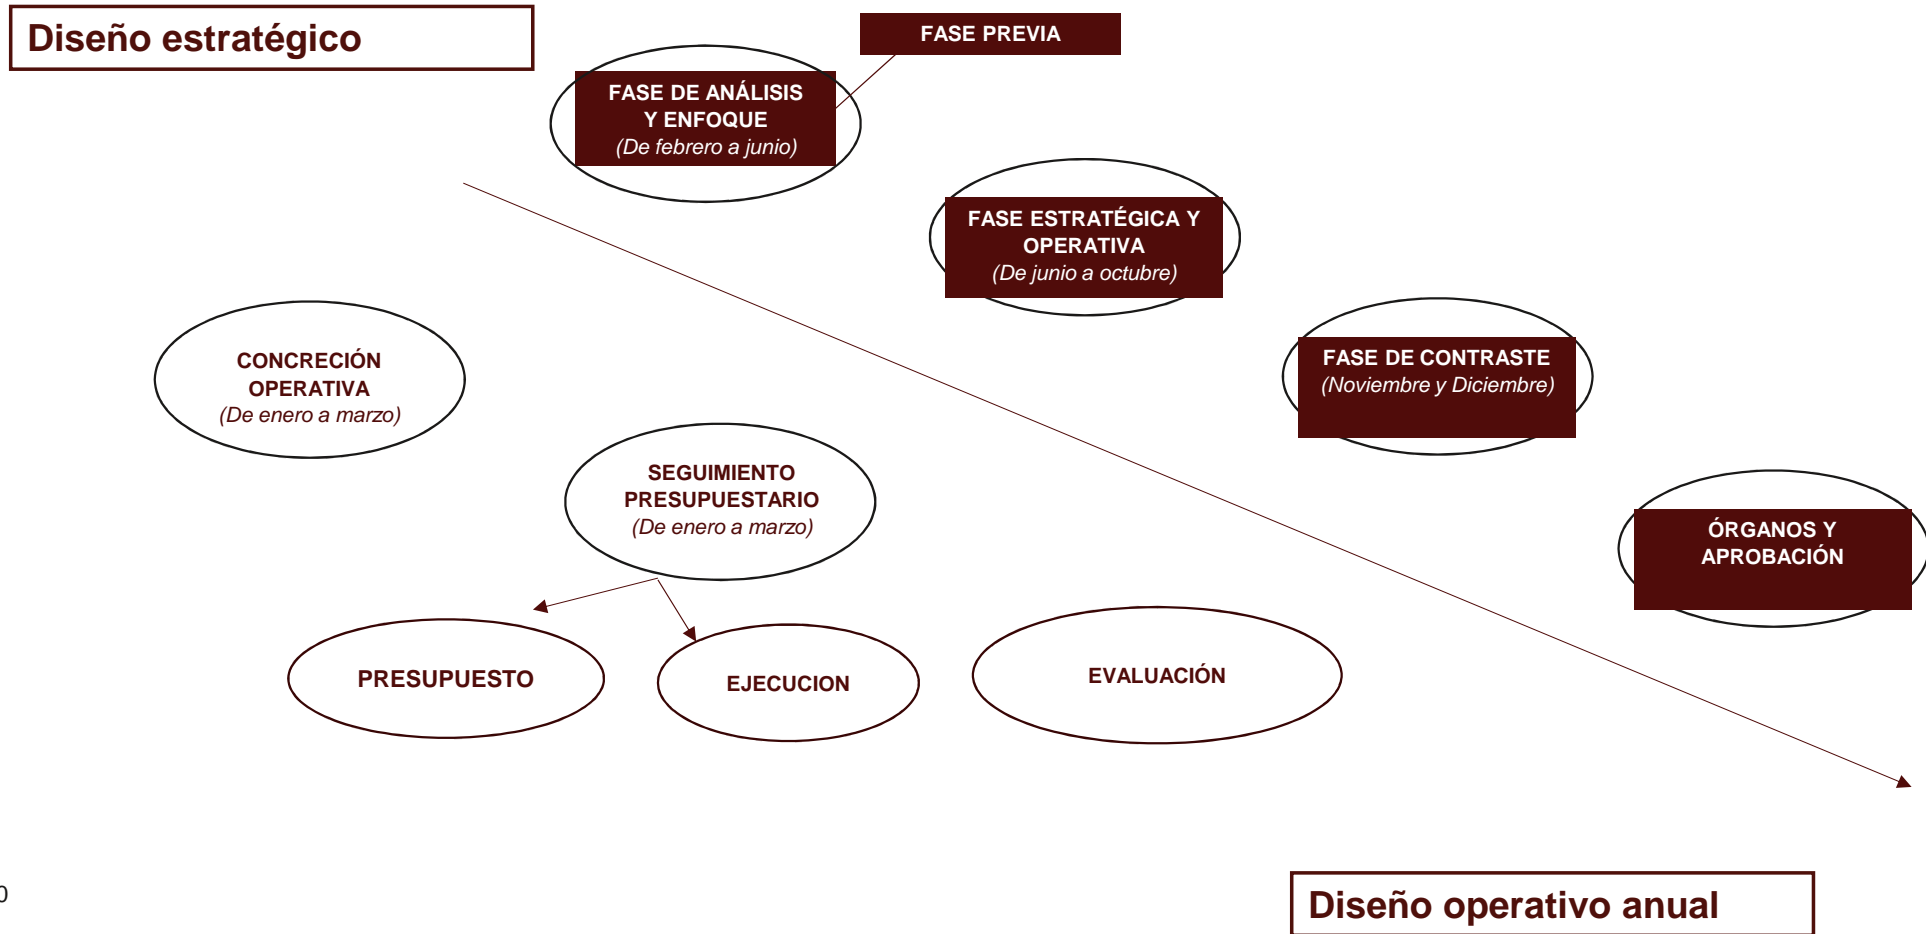 Diseño estratégico
FASE PREVIA
FASE DE ANÁLISIS
Y ENFOQUE
(De febrero a junio)
FASE ESTRATÉGICA Y
OPERATIVA
(De junio a octubre)
FASE DE CONTRASTE
(Noviembre y Diciembre)
CONCRECIÓN
OPERATIVA
(De enero a marzo)
SEGUIMIENTO
PRESUPUESTARIO
(De enero a marzo)
ÓRGANOS Y
APROBACIÓN
PRESUPUESTO
EJECUCION
EVALUACIÓN
0
Diseño operativo anual